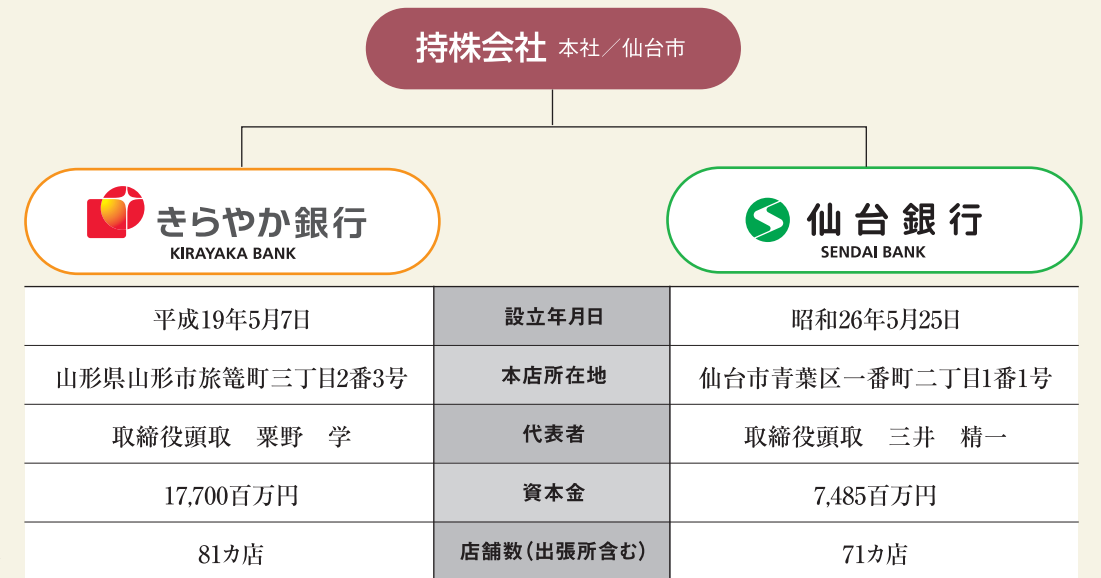 持株会社 本社／仙台市
きらやか銀行
KIRAYAKA BANK
仙台銀行
SENDAI BANK
平成19年5月7日 設立年月日 昭和26年5月25日
山形県山形市旅篭町三丁目2番3号 本店所在地 仙台市青葉区一番町二丁目1番1号
取締役頭取　粟野　学 代表者 取締役頭取　三井　精一
17,700百万円 資本金 7,485百万円
81カ店 店舗数（出張所含む） 71カ店